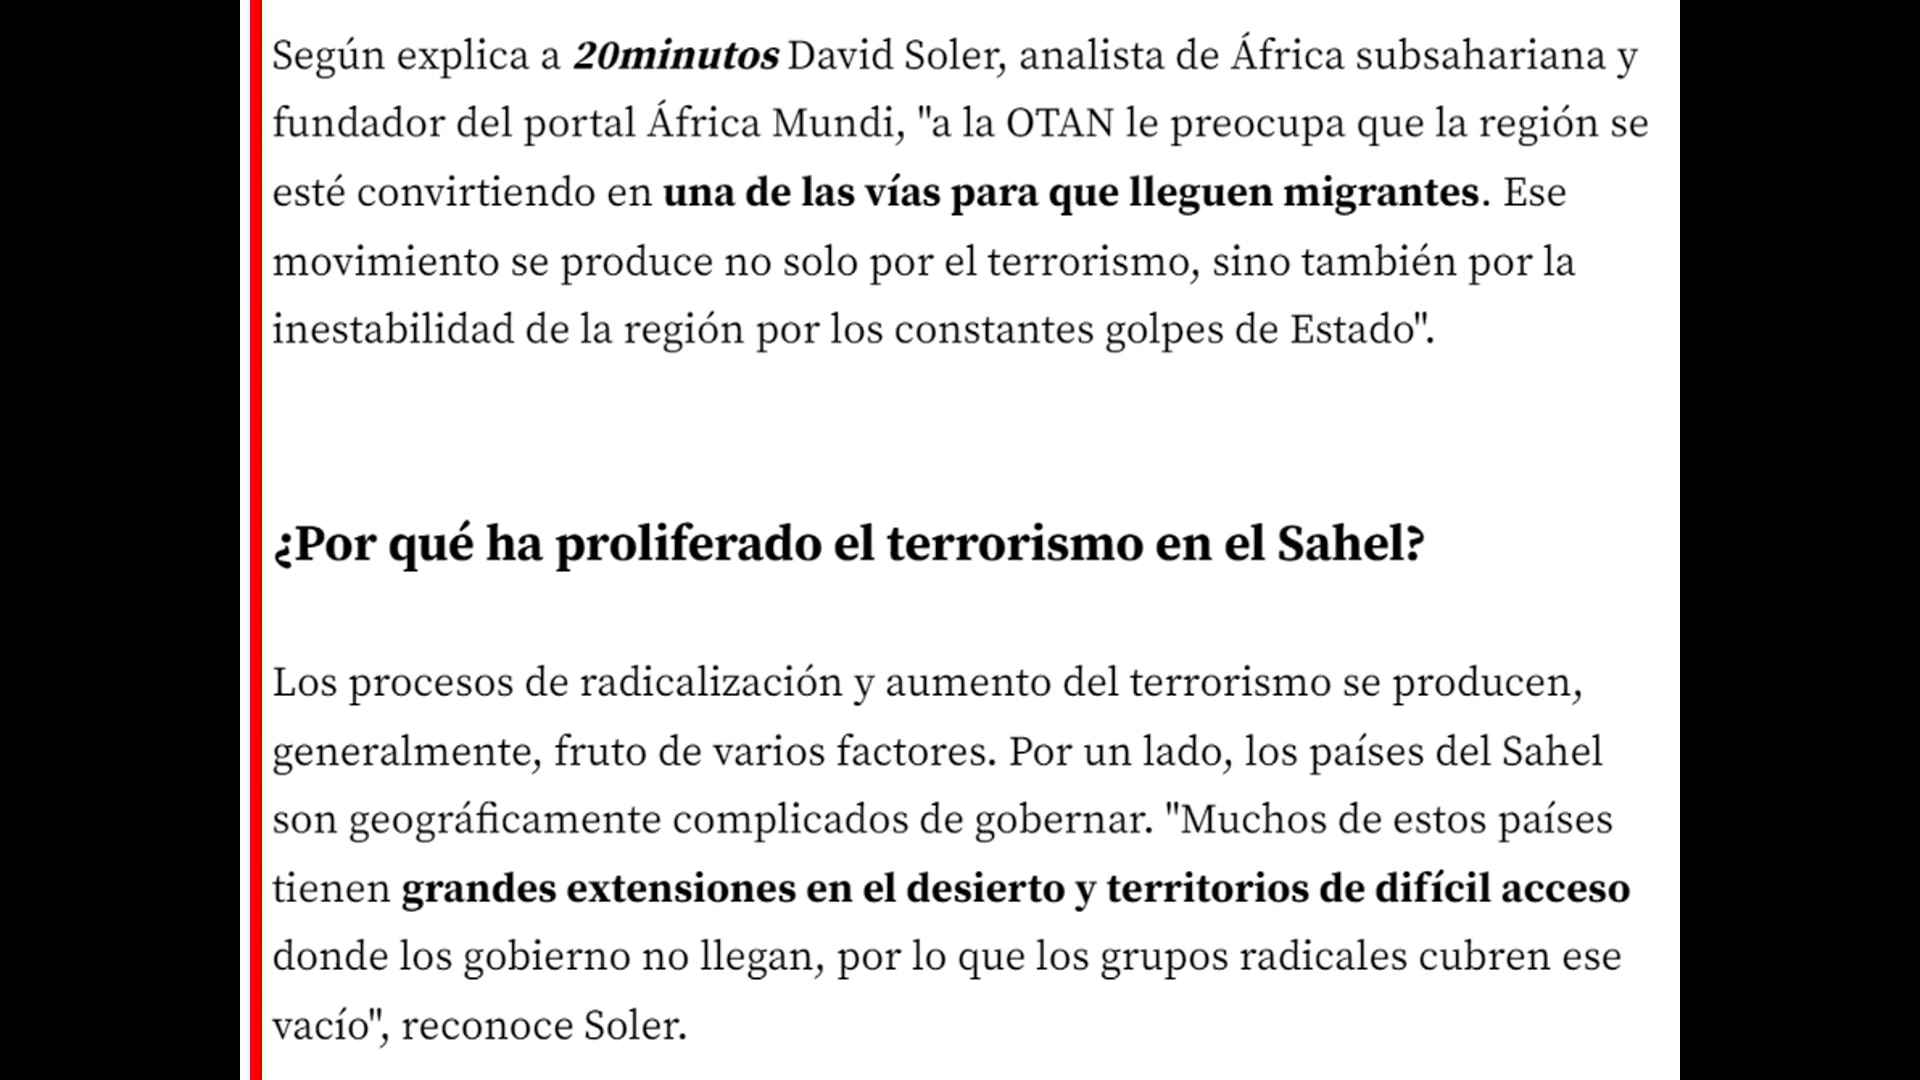 Según explica a 20minutos David Soler, analista de África subsahariana y
fundador del portal África Mundi, "a la OTAN le preocupa que la región se
esté convirtiendo en una de las vías para que lleguen migrantes. Ese
movimiento se produce no solo por el terrorismo, sino también por la
inestabilidad de la región por los constantes golpes de Estado".
¿Por qué ha proliferado el terrorismo en el Sahel?
Los procesos de radicalización y aumento del terrorismo se producen,
generalmente, fruto de varios factores. Por un lado, los países del Sahel
son geográficamente complicados de gobernar. "Muchos de estos países
tienen grandes extensiones en el desierto y territorios de difícil acceso
donde los gobierno no llegan, por lo que los grupos radicales cubren ese
vacío", reconoce Soler.